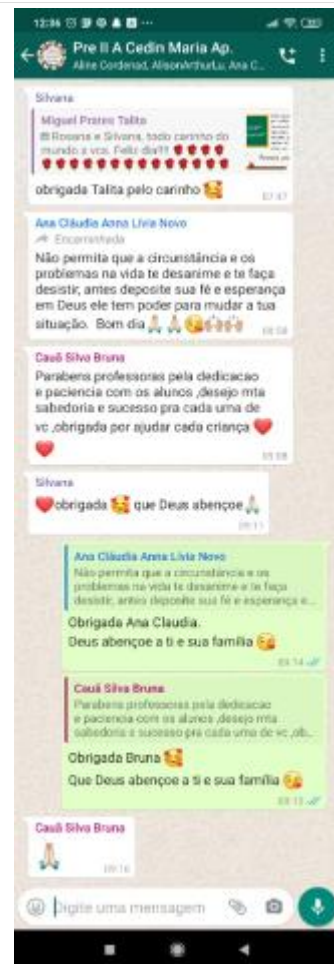 12:36
Pre II A Cedin Maria Ap.
Aline Cordenad, AlisonArthurLu, Ana C...
Silvana
Talita
Rosana e Silvana, todo carinho do
mundo a vcs. Feliz dia!!!
obrigada Talita pelo carinho
Ana Cláudia Anna Livia Novo
Encaminhada
Não permita que a circunstância e os
problemas na vida te desanime e te faça
desistir, antes deposite sua fé e esperança
em Deus ele tem poder para mudar a tua
situação. Bom dia
Cauã Silva Bruna
Parabens professoras pela dedicacao
e paciencia com os alunos ,desejo mta
sabedoria e sucesso pra cada uma de
vc ,obrigada por ajudar cada criança
Silvana
obrigada que Deus abençoe
09:11
Ana Cláudia Anna Livia Novo
Não permita que a circunstância e os
problemas na vida te desanime e te faça
desistir, antes deposite sua fé e esperança e...
Obrigada Ana Claudia.
Deus abençoe a ti e sua família
09:14
Cauã Silva Bruna
Parabens professoras pela dedicacao
e paciencia com os alunos ,desejo mta
sabedoria e sucesso pra cada uma de vc ,ob...
Obrigada Bruna
Que Deus abençoe a ti e sua família
09:15
Cauã Silva Bruna
09:16
Digite uma mensagem